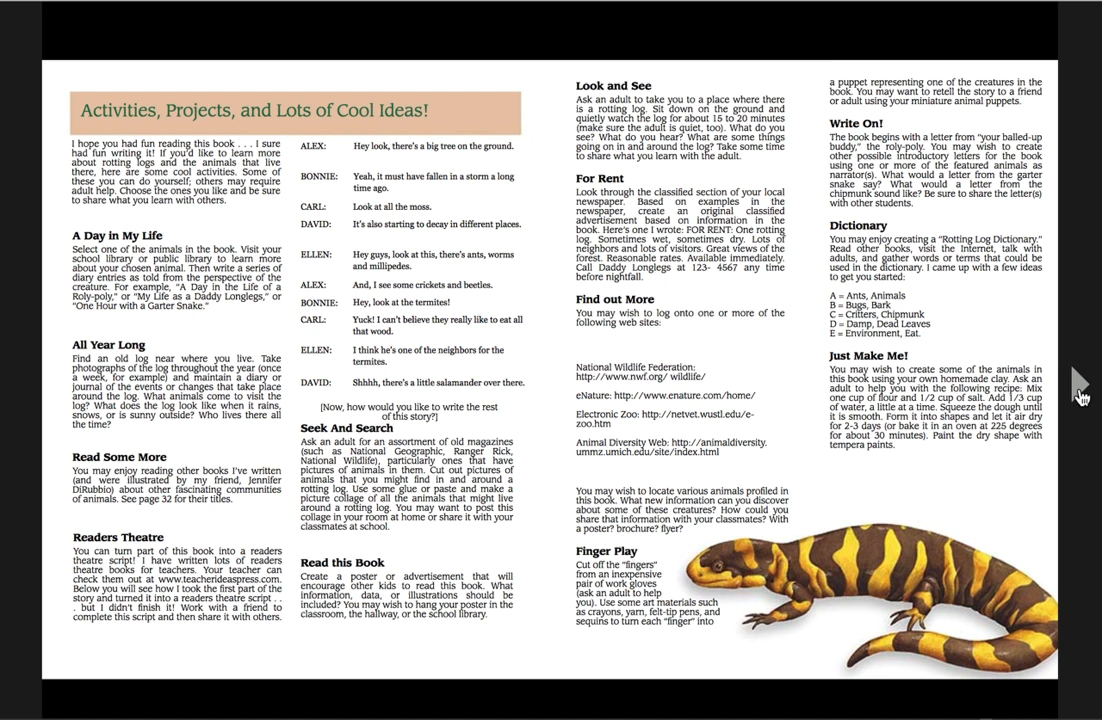 Activities, Projects, and Lots of Cool Ideas!
I hope you had fun reading this book . . . I sure
had fun writing it! If you'd like to learn more
about rotting logs and the animals that live
there, here are some cool activities. Some of
these you can do yourself; others may require
adult help. Choose the ones you like and be sure
to share what you learn with others.
A Day in My Life
Select one of the animals in the book. Visit your
school library or public library to learn more
about your chosen animal. Then write a series of
diary entries as told from the perspective of the
creature. For example, "A Day in the Life of a
Roly-poly," or "My Life as a Daddy Longlegs," or
"One Hour with a Garter Snake."
All Year Long
Find an old log near where you live. Take
photographs of the log throughout the year (once
a week, for example) and maintain a diary or
journal of the events or changes that take place
around the log. What animals come to visit the
log? What does the log look like when it rains,
snows, or is sunny outside? Who lives there all
the time?
Read Some More
You may enjoy reading other books I've written
(and were illustrated by my friend, Jennifer
DiRubbio) about other fascinating communities
of animals. See page 32 for their titles.
Readers Theatre
You can turn part of this book into a readers
theatre script! I have written lots of readers
theatre books for teachers. Your teacher can
check them out at www.teacherideaspress.com.
Below you will see how I took the first part of the
story and turned it into a readers theatre script . .
. but I didn't finish it! Work with a friend to
complete this script and then share it with others.
ALEX: Hey look, there's a big tree on the ground.
BONNIE: Yeah, it must have fallen in a storm a long
time ago.
CARL: Look at all the moss.
DAVID: It's also starting to decay in different places.
ELLEN: Hey guys, look at this, there's ants, worms
and millipedes.
ALEX: And, I see some crickets and beetles.
BONNIE: Hey, look at the termites!
CARL: Yuck! I can't believe they really like to eat all
that wood.
ELLEN: I think he's one of the neighbors for the
termites.
DAVID: Shhhh, there's a little salamander over there.
[Now, how would you like to write the rest
of this story?]
Seek And Search
Ask an adult for an assortment of old magazines
(such as National Geographic, Ranger Rick,
National Wildlife), particularly ones that have
pictures of animals in them. Cut out pictures of
animals that you might find in and around a
rotting log. Use some glue or paste and make a
picture collage of all the animals that might live
around a rotting log. You may want to post this
collage in your room at home or share it with your
classmates at school.
Read this Book
Create a poster or advertisement that will
encourage other kids to read this book. What
information, data, or illustrations should be
included? You may wish to hang your poster in the
classroom, the hallway, or the school library.
Look and See
Ask an adult to take you to a place where there
is a rotting log. Sit down on the ground and
quietly watch the log for about 15 to 20 minutes
(make sure the adult is quiet, too). What do you
see? What do you hear? What are some things
going on in and around the log? Take some time
to share what you learn with the adult.
For Rent
Look through the classified section of your local
newspaper. Based on examples in the
newspaper, create an original classified
advertisement based on information in the
book. Here's one I wrote: FOR RENT: One rotting
log. Sometimes wet, sometimes dry. Lots of
neighbors and lots of visitors. Great views of the
forest. Reasonable rates. Available immediately.
Call Daddy Longlegs at 123- 4567 any time
before nightfall.
Find out More
You may wish to log onto one or more of the
following web sites:
National Wildlife Federation:
http://www.nwf.org/ wildlife/
eNature: http://www.enature.com/home/
Electronic Zoo: http://netvet.wustl.edu/e-
zoo.htm
Animal Diversity Web: http://animaldiversity.
ummz.umich.edu/site/index.html
You may wish to locate various animals profiled in
this book. What new information can you discover
about some of these creatures? How could you
share that information with your classmates? With
a poster? brochure? flyer?
Finger Play
Cut off the "fingers"
from an inexpensive
pair of work gloves
(ask an adult to help
you). Use some art materials such
as crayons, yarn, felt-tip pens, and
sequins to turn each "finger" into
a puppet representing one of the creatures in the
book. You may want to retell the story to a friend
or adult using your miniature animal puppets.
Write On!
The book begins with a letter from "your balled-up
buddy," the roly-poly. You may wish to create
other possible introductory letters for the book
using one or more of the featured animals as
narrator(s). What would a letter from the garter
snake say? What would a letter from the
chipmunk sound like? Be sure to share the letter(s)
with other students.
Dictionary
You may enjoy creating a "Rotting Log Dictionary."
Read other books, visit the Internet, talk with
adults, and gather words or terms that could be
used in the dictionary. I came up with a few ideas
to get you started:
A = Ants, Animals
B = Bugs, Bark
C = Critters, Chipmunk
D = Damp, Dead Leaves
E = Environment, Eat.
Just Make Me!
You may wish to create some of the animals in
this book using your own homemade clay. Ask an
adult to help you with the following recipe: Mix
one cup of flour and 1/2 cup of salt. Add 1/3 cup
of water, a little at a time. Squeeze the dough until
it is smooth. Form it into shapes and let it air dry
for 2-3 days (or bake it in an oven at 225 degrees
for about 30 minutes). Paint the dry shape with
tempera paints.